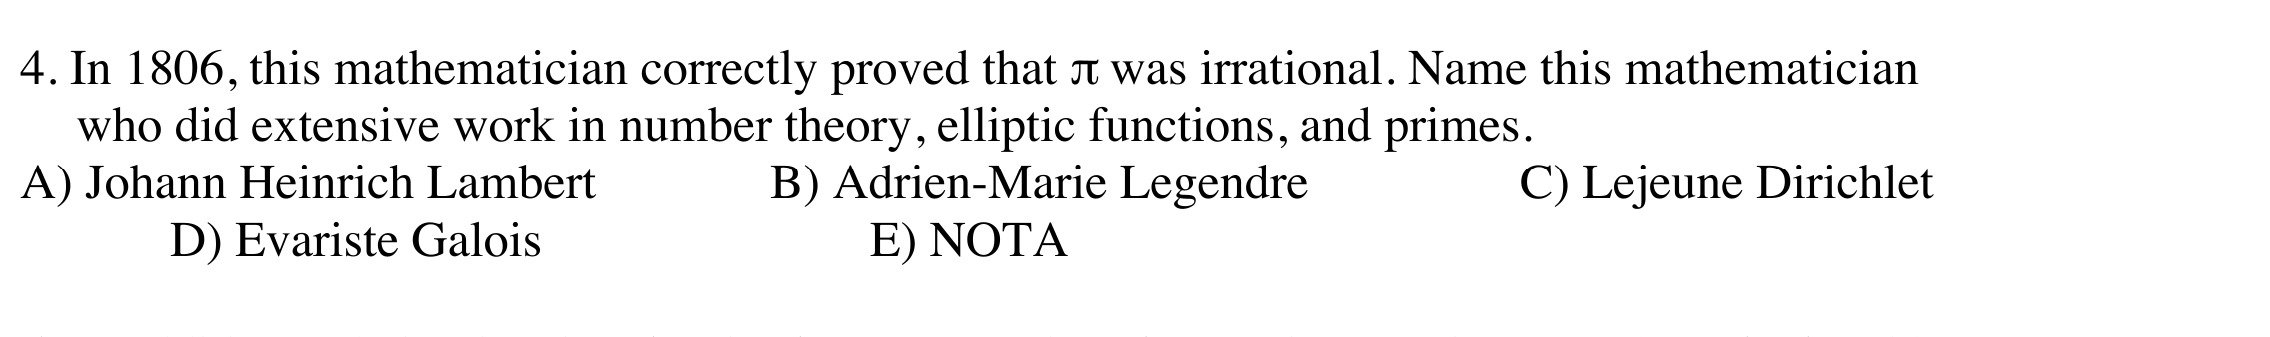 4. In 1806, this mathematician correctly proved that π was irrational. Name this mathematician
who did extensive work in number theory, elliptic functions, and primes.
A) Johann Heinrich Lambert B) Adrien-Marie Legendre C) Lejeune Dirichlet
D) Evariste Galois E) NOTA